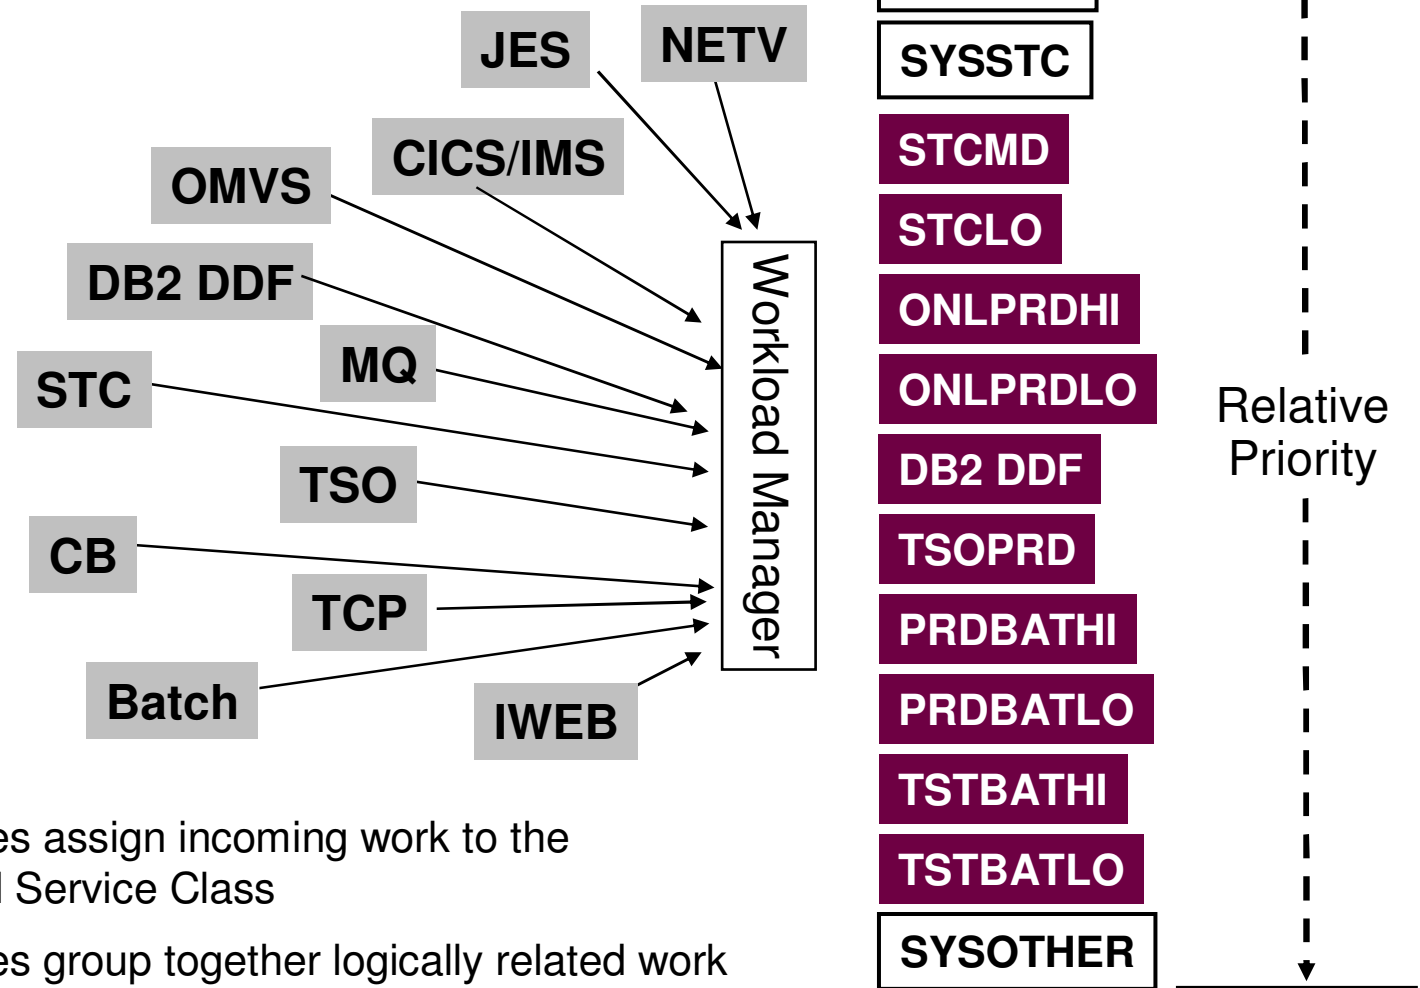 JES
NETV
CICS/IMS
OMVS
DB2 DDF
MQ
STC
TSO
CB
TCP
Batch
IWEB
Workload Manager
SYSSTC
STCMD
STCLO
ONLPRDHI
ONLPRDLO
DB2 DDF
TSOPRD
PRDBATHI
PRDBATLO
TSTBATHI
TSTBATLO
SYSOTHER
Relative
Priority
assign incoming work to the
Service Class
group together logically related work